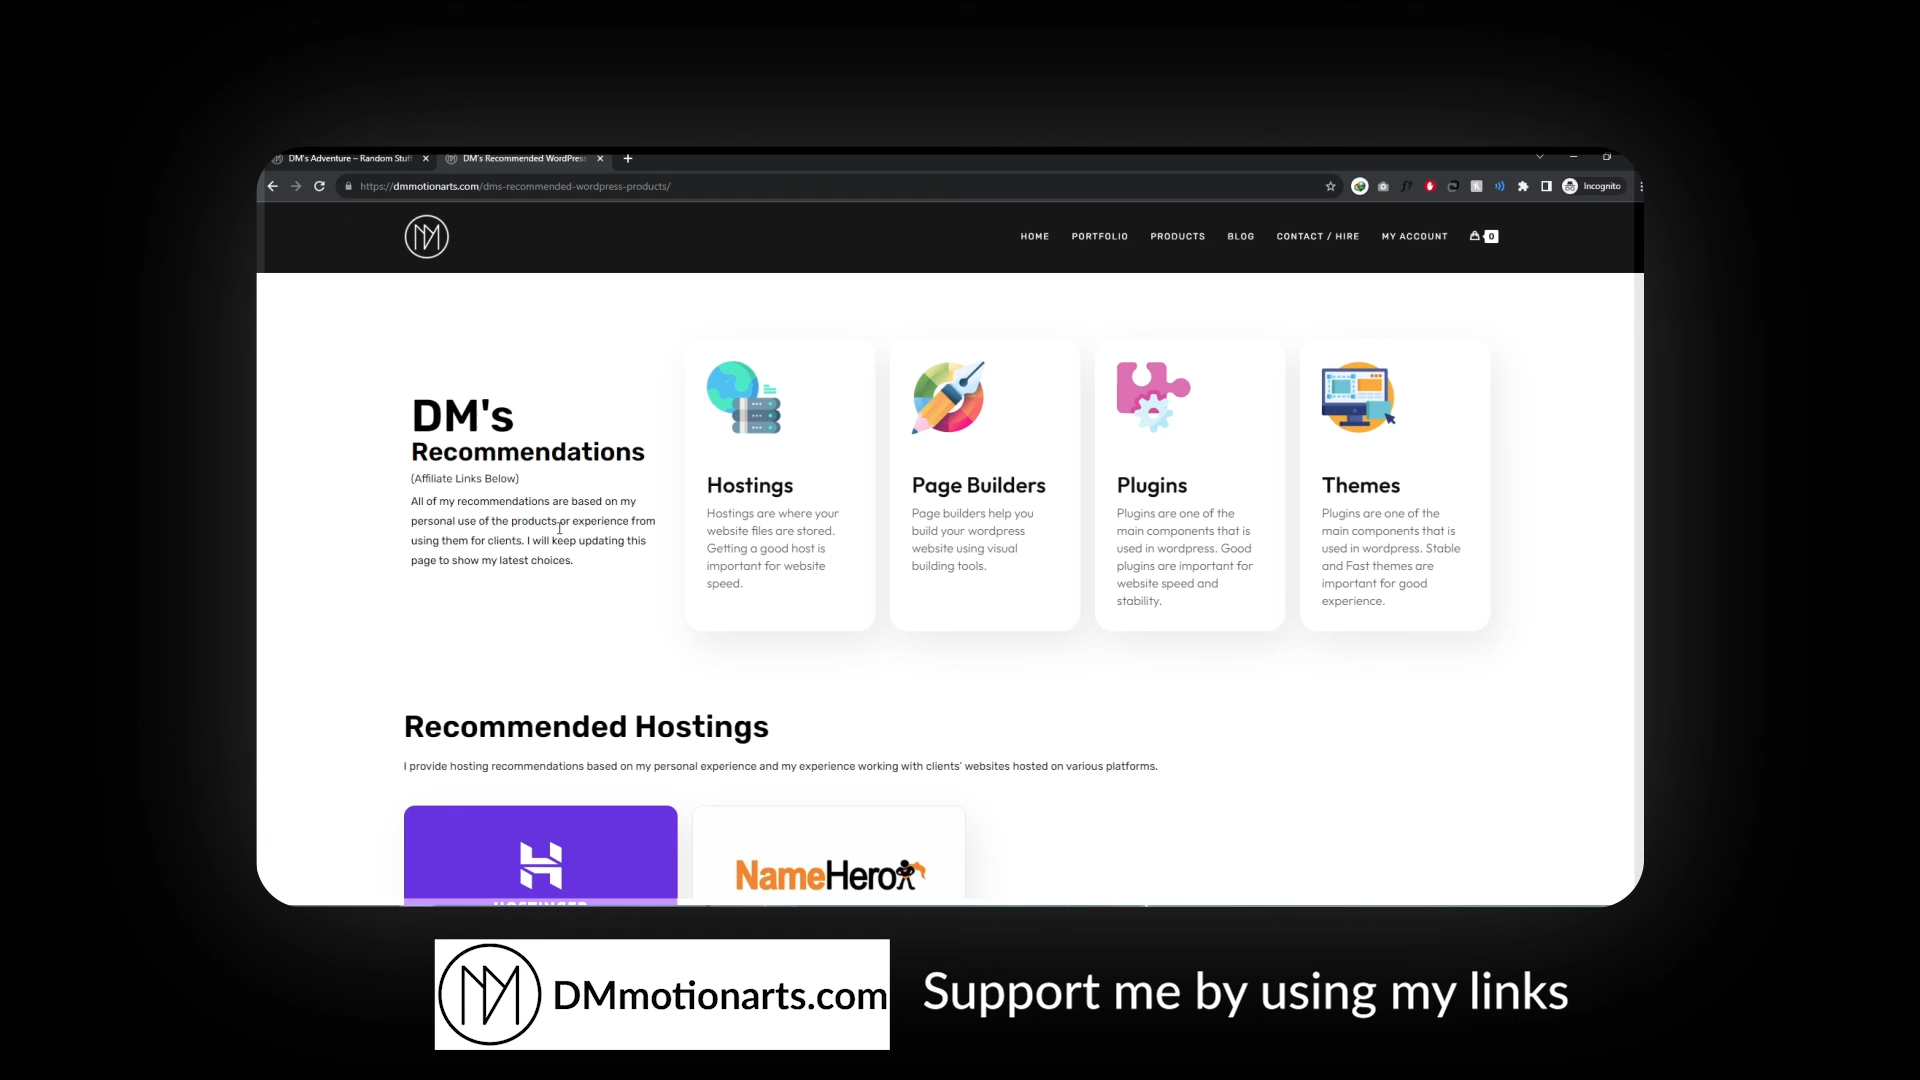 DM's Adventure – Random Stuff
DM's Recommended WordPress
https://dmmotionarts.com/dms-recommended-wordpress-products/
Incognito
HOME
PORTFOLIO
PRODUCTS
BLOG
CONTACT / HIRE
MY ACCOUNT
0
DM's
Recommendations
(Affiliate Links Below)
All of my recommendations are based on my
personal use of the products or experience from
using them for clients. I will keep updating this
page to show my latest choices.
Hostings
Hostings are where your
website files are stored.
Getting a good host is
important for website
speed.
Page Builders
Page builders help you
build your wordpress
website using visual
building tools.
Plugins
Plugins are one of the
main components that is
used in wordpress. Good
plugins are important for
website speed and
stability.
Themes
Plugins are one of the
main components that is
used in wordpress. Stable
and Fast themes are
important for good
experience.
Recommended Hostings
I provide hosting recommendations based on my personal experience and my experience working with clients' websites hosted on various platforms.
HOSTINGER
NameHero
DMmotionarts.com
Support me by using my links